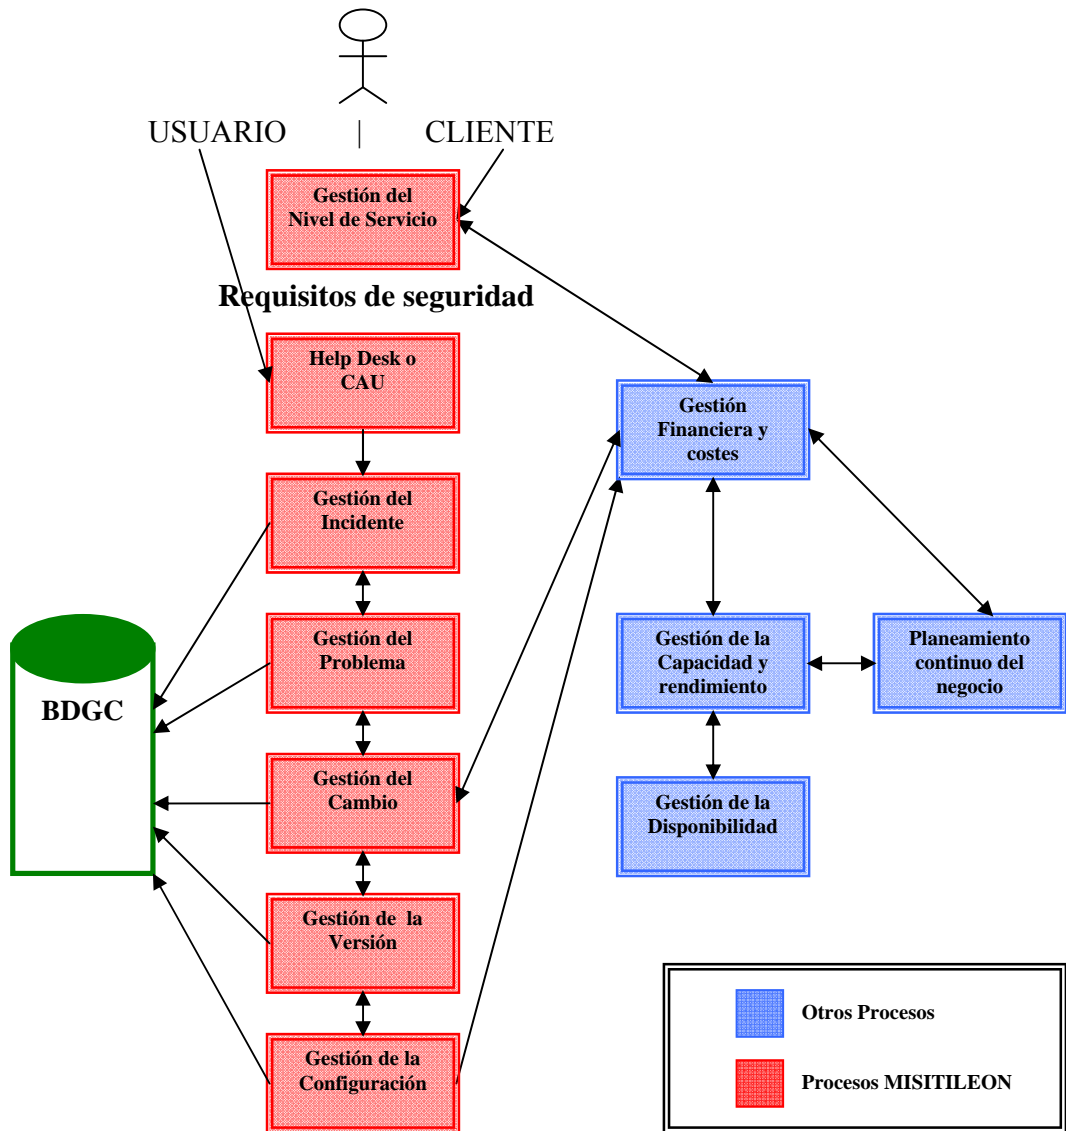 USUARIO | CLIENTE
Gestión del
Nivel de Servicio
Requisitos de seguridad
Help Desk o
CAU
Gestión
Financiera y
costes
Gestión del
Incidente
Gestión del
Problema
Gestión de la
Capacidad y
rendimiento
Planeamiento
continuo del
negocio
BDGC
Gestión del
Cambio
Gestión de la
Disponibilidad
Gestión de  la
Versión
Gestión de la
Configuración
Otros Procesos
Procesos MISITILEON